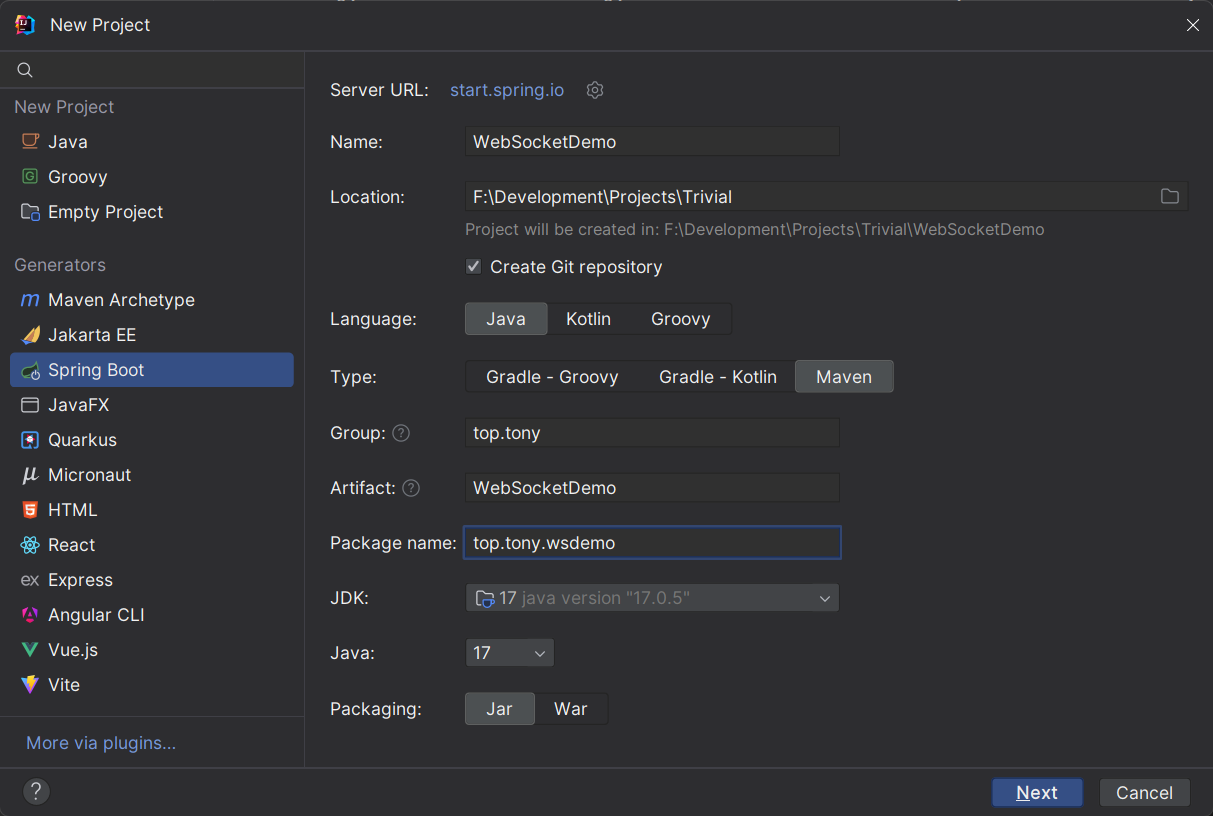 New Project
New Project
Java
Groovy
Empty Project
Generators
Maven Archetype
Jakarta EE
Spring Boot
JavaFX
Quarkus
Micronaut
HTML
React
ex Express
Angular CLI
Vue.js
Vite
More via plugins...
Server URL: start.spring.io
Name: WebSocketDemo
Location: F:\Development\Projects\Trivial
Project will be created in: F:\Development\Projects\Trivial\WebSocketDemo
Create Git repository
Language: Java Kotlin Groovy
Type: Gradle - Groovy Gradle - Kotlin Maven
Group: ? top.tony
Artifact: ? WebSocketDemo
Package name: top.tony.wsdemo
JDK: 17 java version "17.0.5"
Java: 17
Packaging: Jar War
? Next Cancel